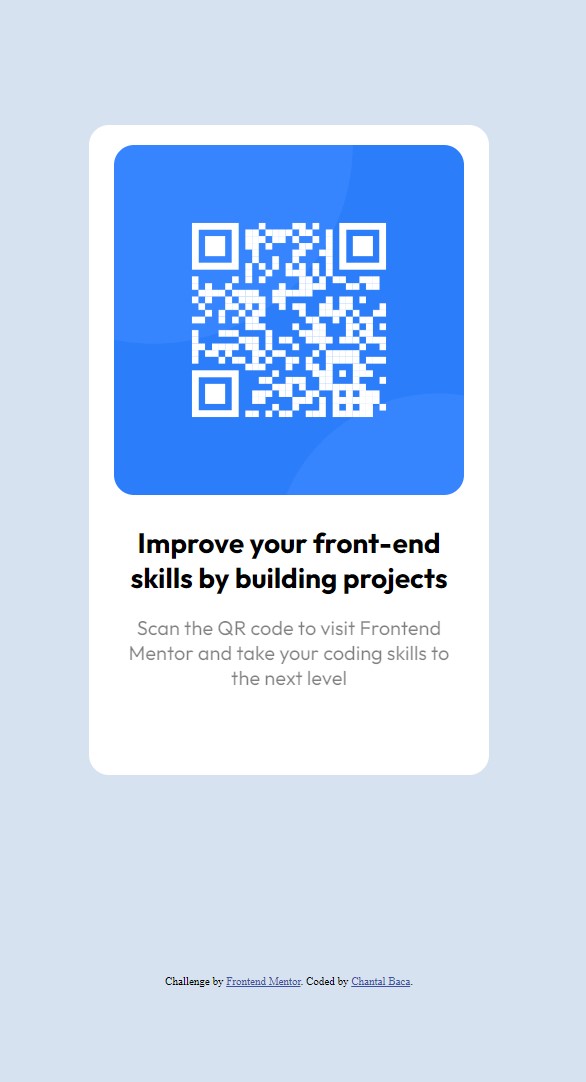 Improve your front-end
skills by building projects
Scan the QR code to visit Frontend
Mentor and take your coding skills to
the next level
Challenge by Frontend Mentor. Coded by Chantal Baca.